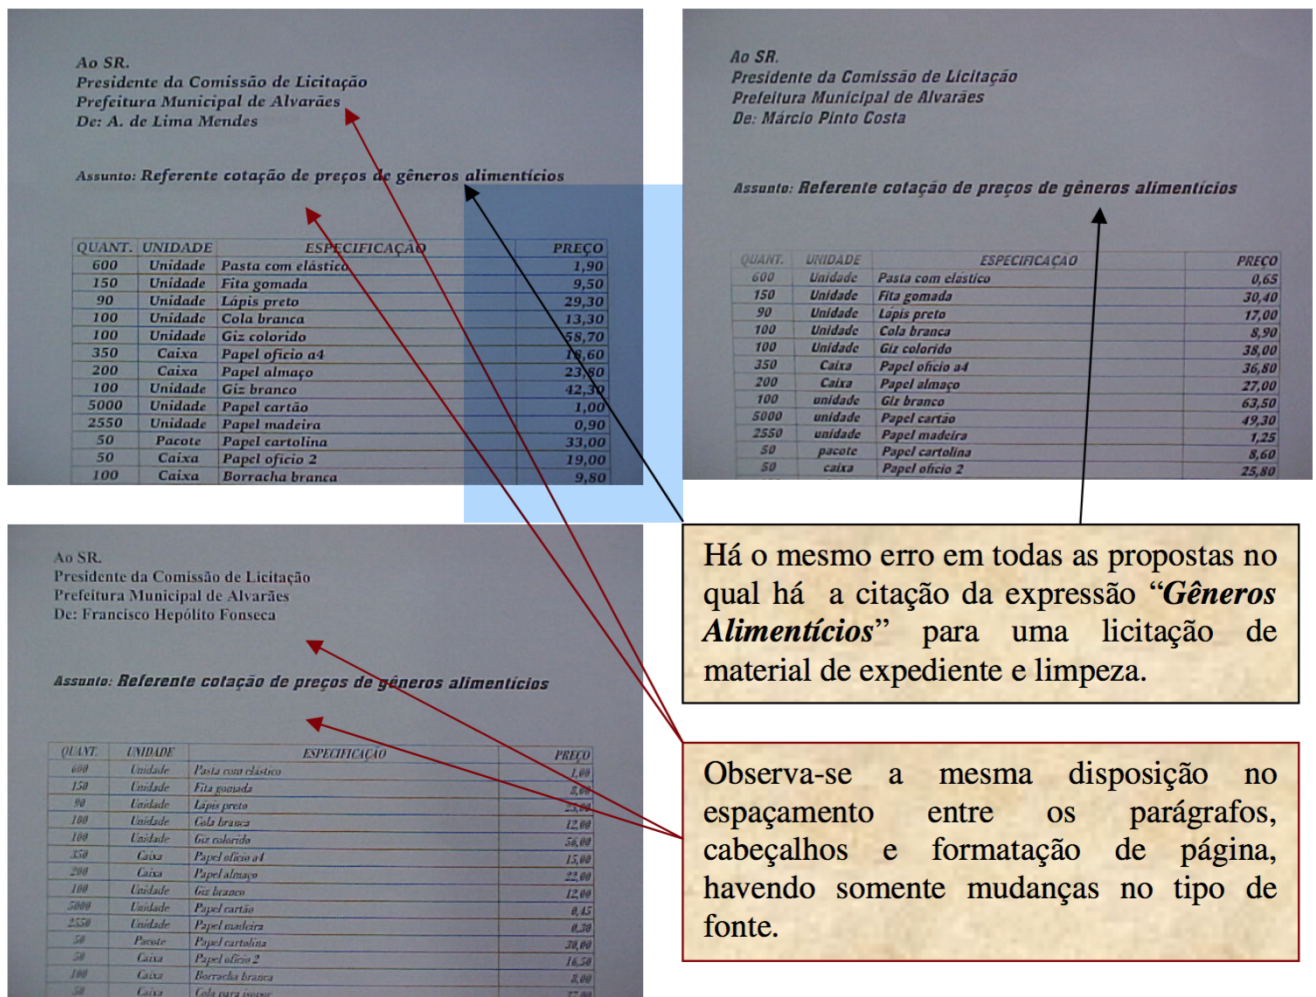 Ao SR.
Presidente da Comissão de Licitação
Prefeitura Municipal de Alvarães
De: A. de Lima Mendes
Assunto: Referente cotação de preços de gêneros alimentícios
QUANT. UNIDADE ESPECIFICAÇÃO PREÇO
600 Unidade Pasta com elástico 1,90
150 Unidade Fita gomada 9,50
90 Unidade Lápis preto 29,30
100 Unidade Cola branca 13,30
100 Unidade Giz colorido 58,70
350 Caixa Papel ofício a4 18,60
200 Caixa Papel almaço 23,80
100 Unidade Giz branco 42,30
5000 Unidade Papel cartão 1,00
2550 Unidade Papel madeira 0,90
50 Pacote Papel cartolina 33,00
50 Caixa Papel ofício 2 19,00
100 Caixa Borracha branca 9,80
Ao SR.
Presidente da Comissão de Licitação
Prefeitura Municipal de Alvarães
De: Márcio Pinto Costa
Assunto: Referente cotação de preços de gêneros alimentícios
QUANT. UNIDADE ESPECIFICAÇÃO PREÇO
600 Unidade Pasta com elástico 0,65
150 Unidade Fita gomada 30,40
90 Unidade Lápis preto 17,00
100 Unidade Cola branca 8,90
100 Unidade Giz colorido 38,00
350 Caixa Papel ofício a4 36,80
200 Caixa Papel almaço 27,00
100 unidade Giz branco 63,50
5000 unidade Papel cartão 49,30
2550 unidade Papel madeira 1,25
50 pacote Papel cartolina 8,60
50 caixa Papel ofício 2 25,80
Ao SR.
Presidente da Comissão de Licitação
Prefeitura Municipal de Alvarães
De: Francisco Hepólito Fonseca
Assunto: Referente cotação de preços de gêneros alimentícios
QUANT. UNIDADE ESPECIFICAÇÃO PREÇO
600 Unidade Pasta com elástico 1,00
150 Unidade Fita gomada 8,00
90 Unidade Lápis preto 25,00
100 Unidade Cola branca 12,00
100 Unidade Giz colorido 56,00
350 Caixa Papel ofício a4 15,00
200 Caixa Papel almaço 22,00
100 Unidade Giz branco 12,00
5000 Unidade Papel cartão 0,45
2550 Unidade Papel madeira 0,30
50 Pacote Papel cartolina 30,00
50 Caixa Papel ofício 2 16,50
100 Caixa Borracha branca 8,00
50 Caixa Cola para isopor
Há o mesmo erro em todas as propostas no
qual há a citação da expressão “Gêneros
Alimentícios” para uma licitação de
material de expediente e limpeza.
Observa-se a mesma disposição no
espaçamento entre os parágrafos,
cabeçalhos e formatação de página,
havendo somente mudanças no tipo de
fonte.